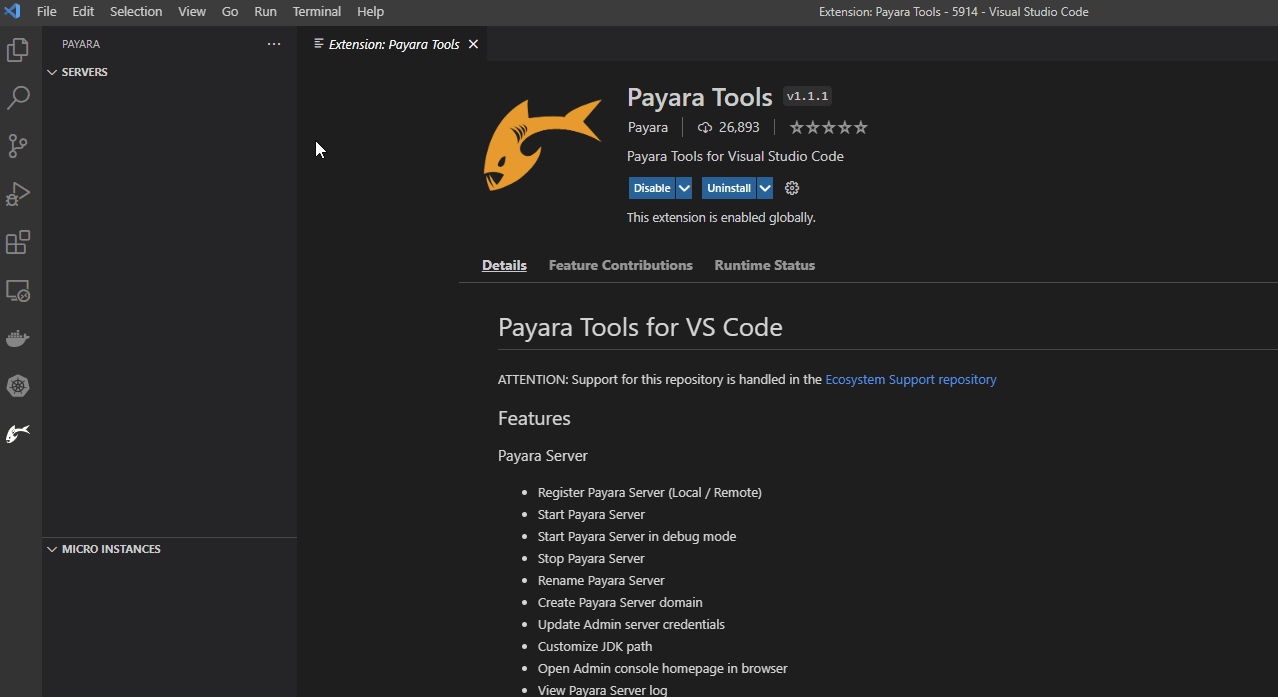 File Edit Selection View Go Run Terminal Help
Extension: Payara Tools - 5914 - Visual Studio Code
PAYARA
SERVERS
MICRO INSTANCES
Extension: Payara Tools
Payara Tools v1.1.1
Payara 26,893
Payara Tools for Visual Studio Code
Disable Uninstall
This extension is enabled globally.
Details Feature Contributions Runtime Status
Payara Tools for VS Code
ATTENTION: Support for this repository is handled in the Ecosystem Support repository
Features
Payara Server
• Register Payara Server (Local / Remote)
• Start Payara Server
• Start Payara Server in debug mode
• Stop Payara Server
• Rename Payara Server
• Create Payara Server domain
• Update Admin server credentials
• Customize JDK path
• Open Admin console homepage in browser
• View Payara Server log